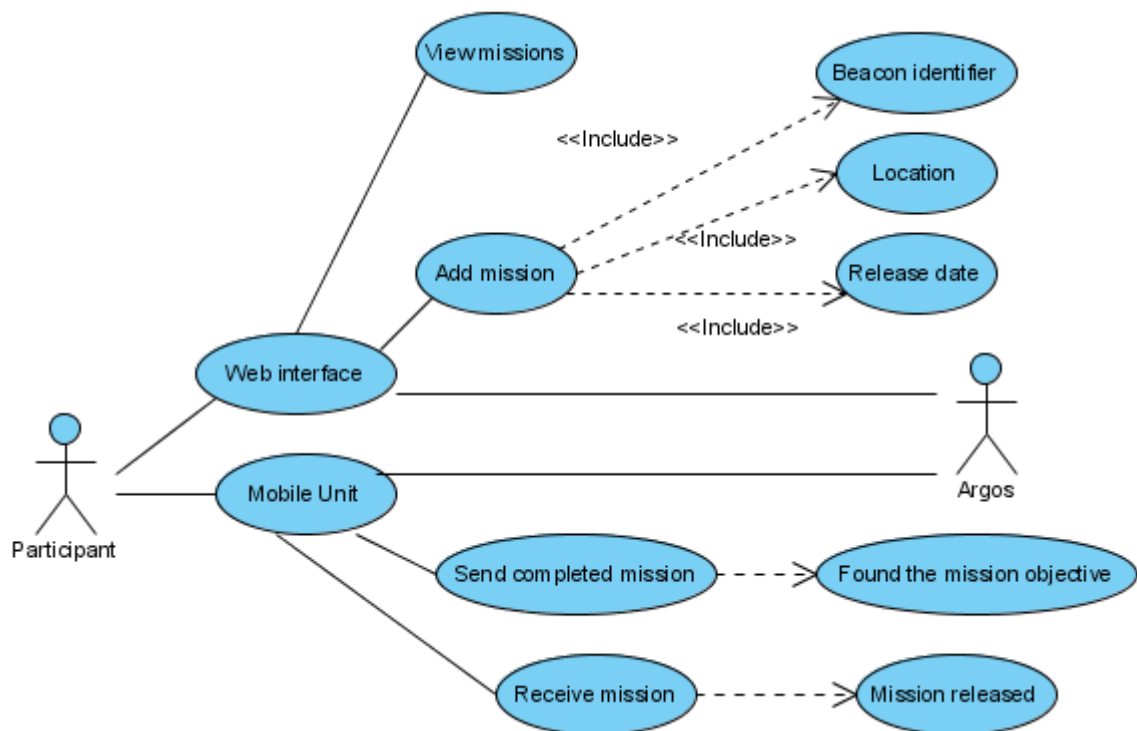 View missions
Beacon identifier
<<Include>>
Location
<<Include>>
Add mission
Release date
<<Include>>
Web interface
Argos
Mobile Unit
Participant
Send completed mission
Found the mission objective
Receive mission
Mission released